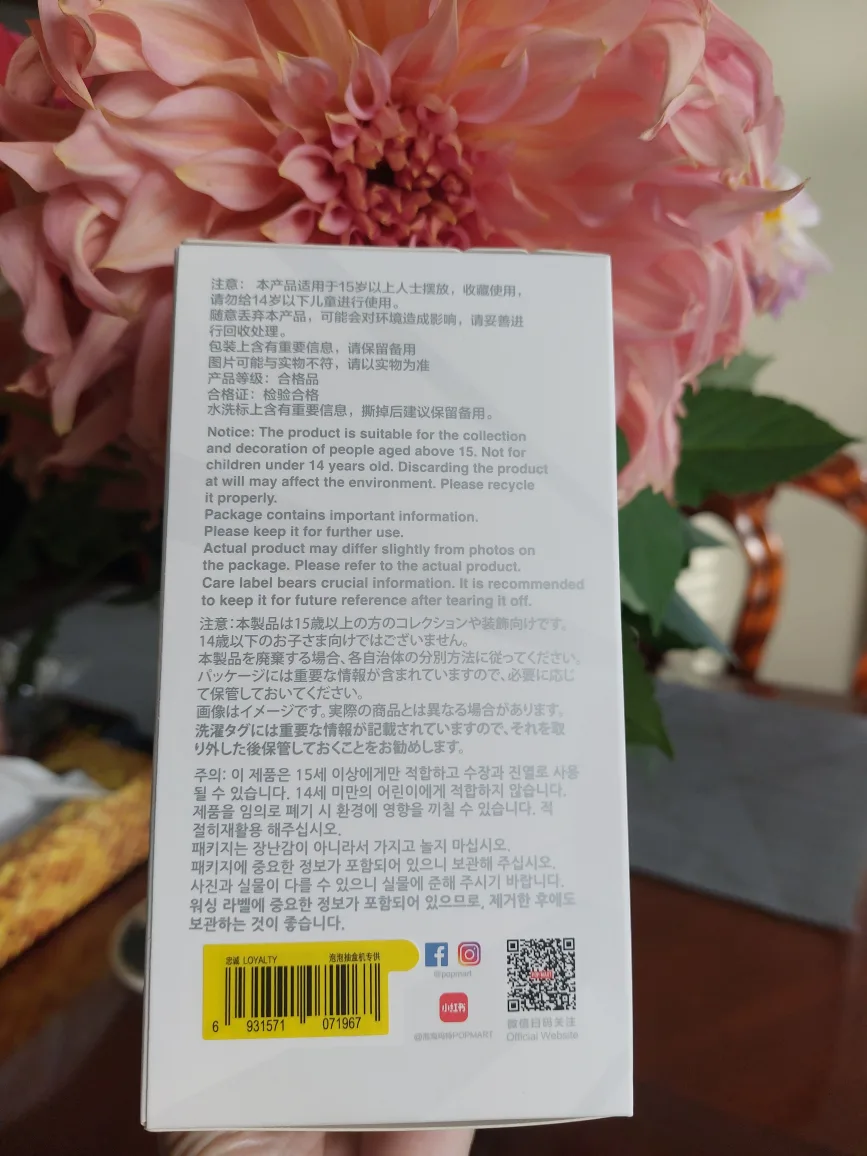 注意： 本产品适用于15岁以上人士摆放，收藏使用，
请勿给14岁以下儿童进行使用。
随意丢弃本产品，可能会对环境造成影响，请妥善进
行回收处理。
包装上含有重要信息，请保留备用
图片可能与实物不符，请以实物为准
产品等级：合格品
合格证：检验合格
水洗标上含有重要信息，撕掉后建议保留备用。
Notice: The product is suitable for the collection
and decoration of people aged above 15. Not for
children under 14 years old. Discarding the product
at will may affect the environment. Please recycle
it properly.
Package contains important information.
Please keep it for further use.
Actual product may differ slightly from photos on
the package. Please refer to the actual product.
Care label bears crucial information. It is recommended
to keep it for future reference after tearing it off.
注意：本製品は15歳以上の方のコレクションや装飾向けです。
14歳以下のお子さま向けではございません。
本製品を廃棄する場合、各自治体の分別方法に従ってください。
パッケージには重要な情報が含まれていますので、必要に応じ
て保管しておいてください。
画像はイメージです。実際の商品とは異なる場合があります。
洗濯タグには重要な情報が記載されていますので、それを取
り外した後保管しておくことをお勧めします。
주의: 이 제품은 15세 이상에게만 적합하고 수장과 진열로 사용
될 수 있습니다. 14세 미만의 어린이에게 적합하지 않습니다.
제품을 임의로 폐기 시 환경에 영향을 끼칠 수 있습니다. 적
절히재활용 해주십시오.
패키지는 장난감이 아니라서 가지고 놀지 마십시오.
패키지에 중요한 정보가 포함되어 있으니 보관해 주십시오.
사진과 실물이 다를 수 있으니 실물에 준해 주시기 바랍니다.
워싱 라벨에 중요한 정보가 포함되어 있으므로, 제거한 후에도
보관하는 것이 좋습니다.
忠誠 LOYALTY 泡泡抽盒机专供
6 931571 071967
@popmart
小红书
POPMART
POP MART
微信扫码关注
Official Website